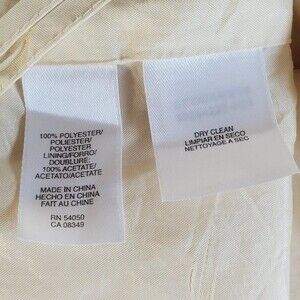 100% POLYESTER/
POLIESTER/
POLYESTER
LINING/FORRO/
DOUBLURE:
100% ACETATE/
ACETATO/ACETATE
MADE IN CHINA
HECHO EN CHINA
FAIT AU CHINE
RN 54050
CA 08349
DRY CLEAN
LIMPIAR EN SECO
NETTOYAGE A SEC